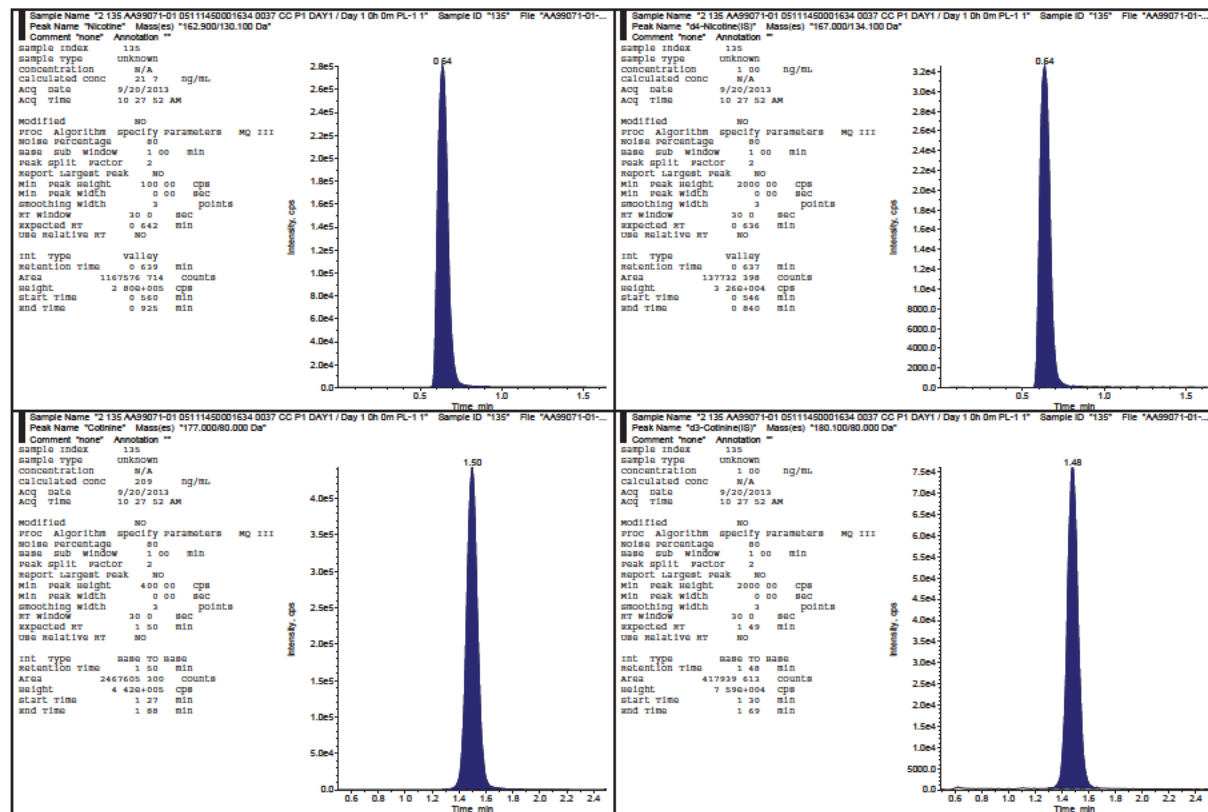 Sample Name "2 135 AA99071-01 05111450001634 0037 CC P1 DAY1 / Day 1 0h 0m PL-1 1" Sample ID "135" File "AA99071-01-...
Peak Name "Nicotine" Mass(es) "162.900/130.100 Da"
Comment "none" Annotation ""
Sample Index 135
Sample Type Unknown
Concentration N/A
Calculated Conc 21 7 ng/mL
Acq Date 9/20/2013
Acq Time 10 27 52 AM
Modified NO
Proc Algorithm Specify Parameters MQ III
Noise Percentage 80
Base Sub Window 1 00 min
Peak Split Factor 2
Report Largest Peak NO
Min Peak Height 100 00 cps
Min Peak Width 0 00 sec
Smoothing Width 3 points
RT Window 30 0 sec
Expected RT 0 642 min
Use Relative RT NO
Int Type Valley
Retention Time 0 639 min
Area 1167576 714 counts
Height 2 80e+005 cps
Start Time 0 560 min
End Time 0 925 min
0.64
Intensity, cps
2.8e5
2.6e5
2.4e5
2.2e5
2.0e5
1.8e5
1.6e5
1.4e5
1.2e5
1.0e5
8.0e4
6.0e4
4.0e4
2.0e4
0.0
0.5 1.0 1.5
Time min
Sample Name "2 135 AA99071-01 05111450001634 0037 CC P1 DAY1 / Day 1 0h 0m PL-1 1" Sample ID "135" File "AA99071-01-...
Peak Name "d4-Nicotine(IS)" Mass(es) "167.000/134.100 Da"
Comment "none" Annotation ""
Sample Index 135
Sample Type Unknown
Concentration 1 00 ng/mL
Calculated Conc N/A
Acq Date 9/20/2013
Acq Time 10 27 52 AM
Modified NO
Proc Algorithm Specify Parameters MQ III
Noise Percentage 80
Base Sub Window 1 00 min
Peak Split Factor 2
Report Largest Peak NO
Min Peak Height 2000 00 cps
Min Peak Width 0 00 sec
Smoothing Width 3 points
RT Window 30 0 sec
Expected RT 0 636 min
Use Relative RT NO
Int Type Valley
Retention Time 0 637 min
Area 137732 398 counts
Height 3 26e+004 cps
Start Time 0 546 min
End Time 0 840 min
0.64
Intensity, cps
3.2e4
3.0e4
2.8e4
2.6e4
2.4e4
2.2e4
2.0e4
1.8e4
1.6e4
1.4e4
1.2e4
1.0e4
8000.0
6000.0
4000.0
2000.0
0.0
0.5 1.0 1.5
Time min
Sample Name "2 135 AA99071-01 05111450001634 0037 CC P1 DAY1 / Day 1 0h 0m PL-1 1" Sample ID "135" File "AA99071-01-...
Peak Name "Cotinine" Mass(es) "177.000/80.000 Da"
Comment "none" Annotation ""
Sample Index 135
Sample Type Unknown
Concentration N/A
Calculated Conc 209 ng/mL
Acq Date 9/20/2013
Acq Time 10 27 52 AM
Modified NO
Proc Algorithm Specify Parameters MQ III
Noise Percentage 80
Base Sub Window 1 00 min
Peak Split Factor 2
Report Largest Peak NO
Min Peak Height 400 00 cps
Min Peak Width 0 00 sec
Smoothing Width 3 points
RT Window 30 0 sec
Expected RT 1 50 min
Use Relative RT NO
Int Type Base To Base
Retention Time 1 50 min
Area 2467605 300 counts
Height 4 42e+005 cps
Start Time 1 27 min
End Time 1 88 min
1.50
Intensity, cps
4.0e5
3.5e5
3.0e5
2.5e5
2.0e5
1.5e5
1.0e5
5.0e4
0.0
0.6 0.8 1.0 1.2 1.4 1.6 1.8 2.0 2.2 2.4
Time min
Sample Name "2 135 AA99071-01 05111450001634 0037 CC P1 DAY1 / Day 1 0h 0m PL-1 1" Sample ID "135" File "AA99071-01-...
Peak Name "d3-Cotinine(IS)" Mass(es) "180.100/80.000 Da"
Comment "none" Annotation ""
Sample Index 135
Sample Type Unknown
Concentration 1 00 ng/mL
Calculated Conc N/A
Acq Date 9/20/2013
Acq Time 10 27 52 AM
Modified NO
Proc Algorithm Specify Parameters MQ III
Noise Percentage 80
Base Sub Window 1 00 min
Peak Split Factor 2
Report Largest Peak NO
Min Peak Height 2000 00 cps
Min Peak Width 0 00 sec
Smoothing Width 3 points
RT Window 30 0 sec
Expected RT 1 49 min
Use Relative RT NO
Int Type Base To Base
Retention Time 1 48 min
Area 417939 613 counts
Height 7 59e+004 cps
Start Time 1 30 min
End Time 1 69 min
1.48
Intensity, cps
7.5e4
7.0e4
6.5e4
6.0e4
5.5e4
5.0e4
4.5e4
4.0e4
3.5e4
3.0e4
2.5e4
2.0e4
1.5e4
1.0e4
5000.0
0.0
0.6 0.8 1.0 1.2 1.4 1.6 1.8 2.0 2.2 2.4
Time min